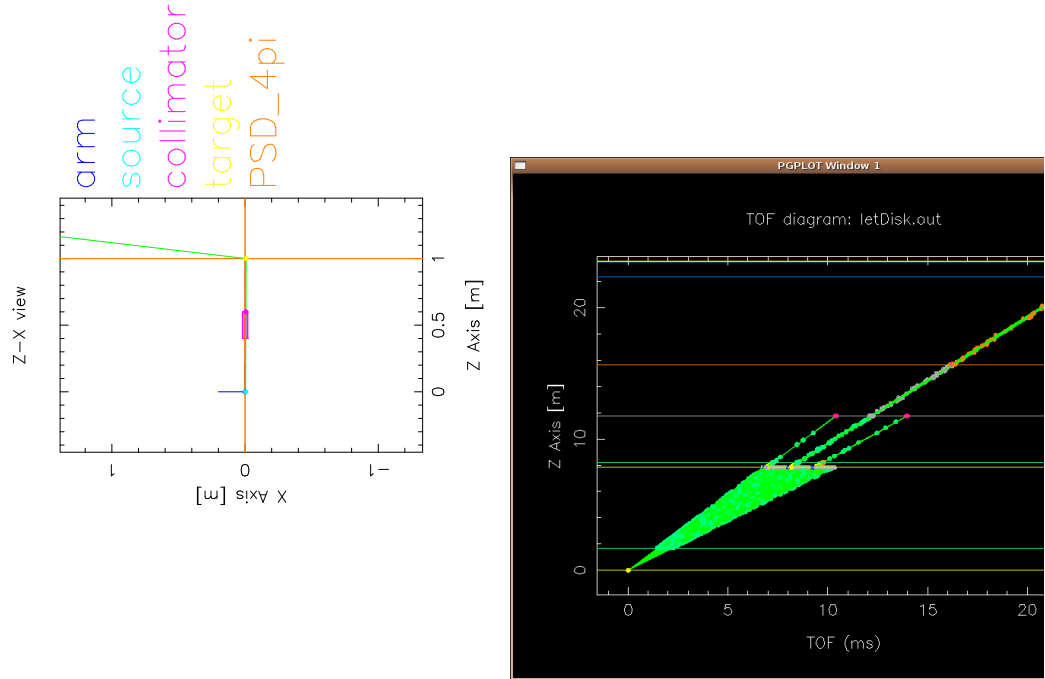 arm
source
collimator
target
PSD_4pi
Z-X view
1
0.5
0
Z Axis [m]
1
0
-1
X Axis [m]
PGPLOT Window 1
TOF diagram: letDisk.out
20
10
0
Z Axis [m]
0
5
10
15
20
TOF (ms)